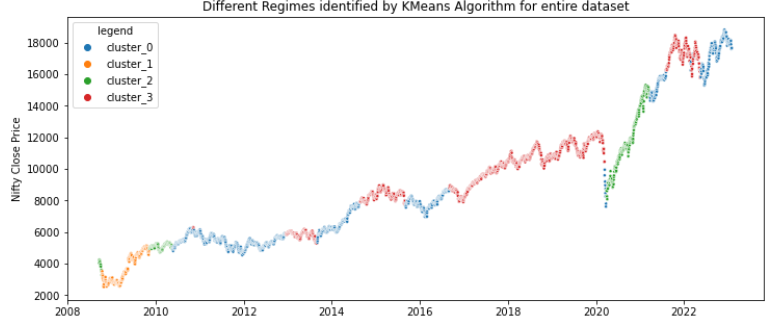 Different Regimes identified by KMeans Algorithm for entire dataset
legend
cluster_0
cluster_1
cluster_2
cluster_3
Nifty Close Price
18000
16000
14000
12000
10000
8000
6000
4000
2000
2008 2010 2012 2014 2016 2018 2020 2022